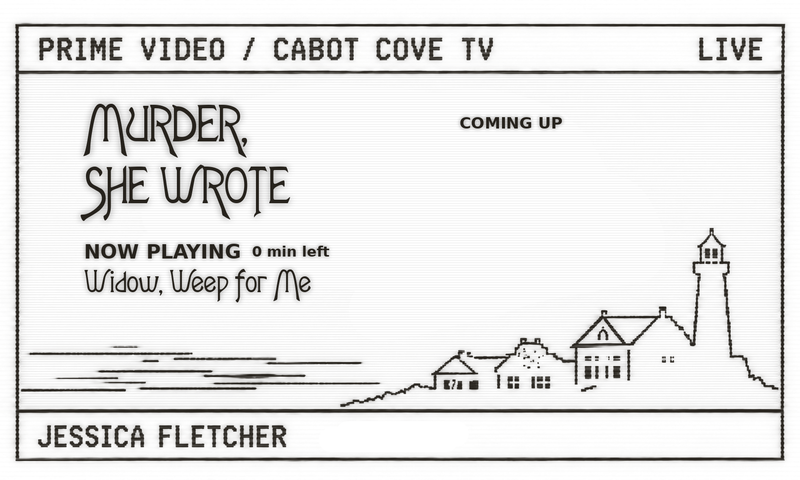 PRIME VIDEO / CABOT COVE TV LIVE
MURDER,
SHE WROTE
COMING UP
NOW PLAYING 0 min left
Widow, Weep for Me
JESSICA FLETCHER